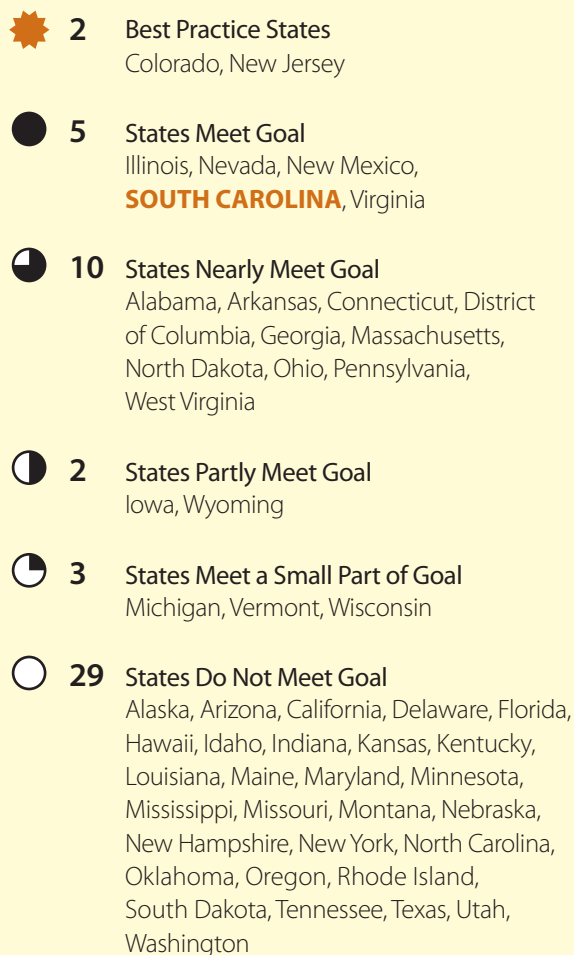 2 Best Practice States
Colorado, New Jersey
5 States Meet Goal
Illinois, Nevada, New Mexico,
SOUTH CAROLINA, Virginia
10 States Nearly Meet Goal
Alabama, Arkansas, Connecticut, District
of Columbia, Georgia, Massachusetts,
North Dakota, Ohio, Pennsylvania,
West Virginia
2 States Partly Meet Goal
Iowa, Wyoming
3 States Meet a Small Part of Goal
Michigan, Vermont, Wisconsin
29 States Do Not Meet Goal
Alaska, Arizona, California, Delaware, Florida,
Hawaii, Idaho, Indiana, Kansas, Kentucky,
Louisiana, Maine, Maryland, Minnesota,
Mississippi, Missouri, Montana, Nebraska,
New Hampshire, New York, North Carolina,
Oklahoma, Oregon, Rhode Island,
South Dakota, Tennessee, Texas, Utah,
Washington